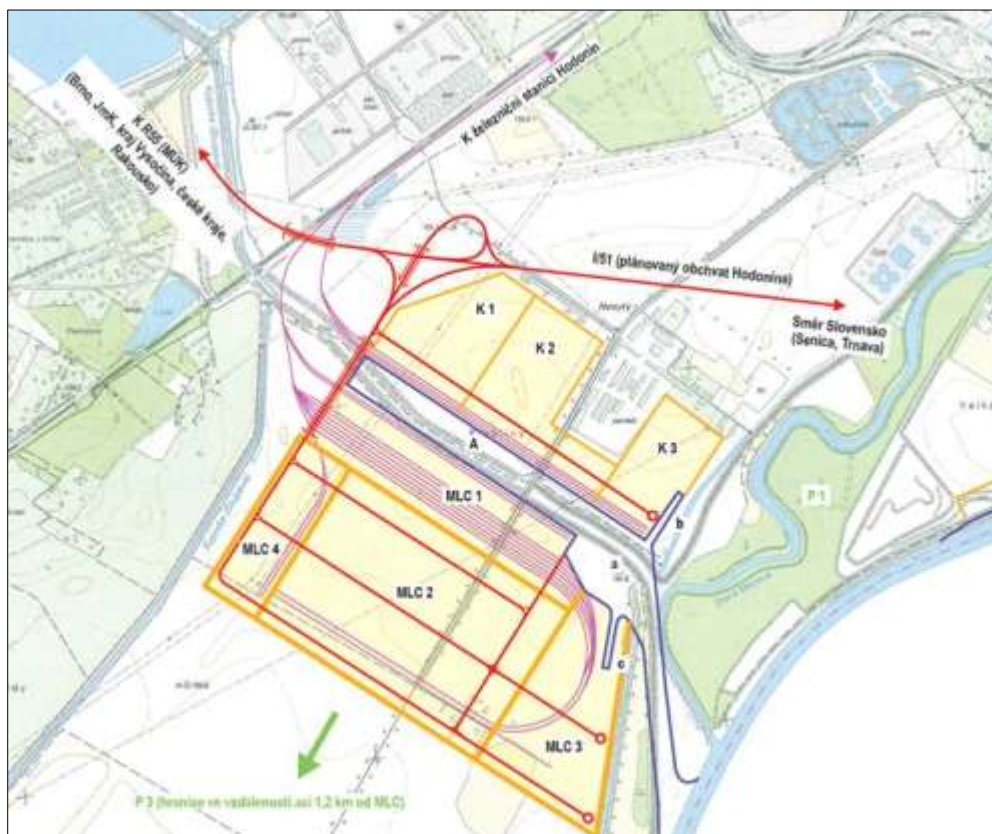 K R55 (MÚK)
(Brno, JmK, kraj Vysočina, české kraje,
Rakousko)
K železniční stanici Hodonín
I/51 (plánovaný obchvat Hodonína)
Směr Slovensko
(Senica, Trnava)
K 1
K 2
K 3
A
MLC 1
b
P 1
a
MLC 4
MLC 2
c
MLC 3
P 3 (hranice ve vzdálenosti asi 1,2 km od MLC)